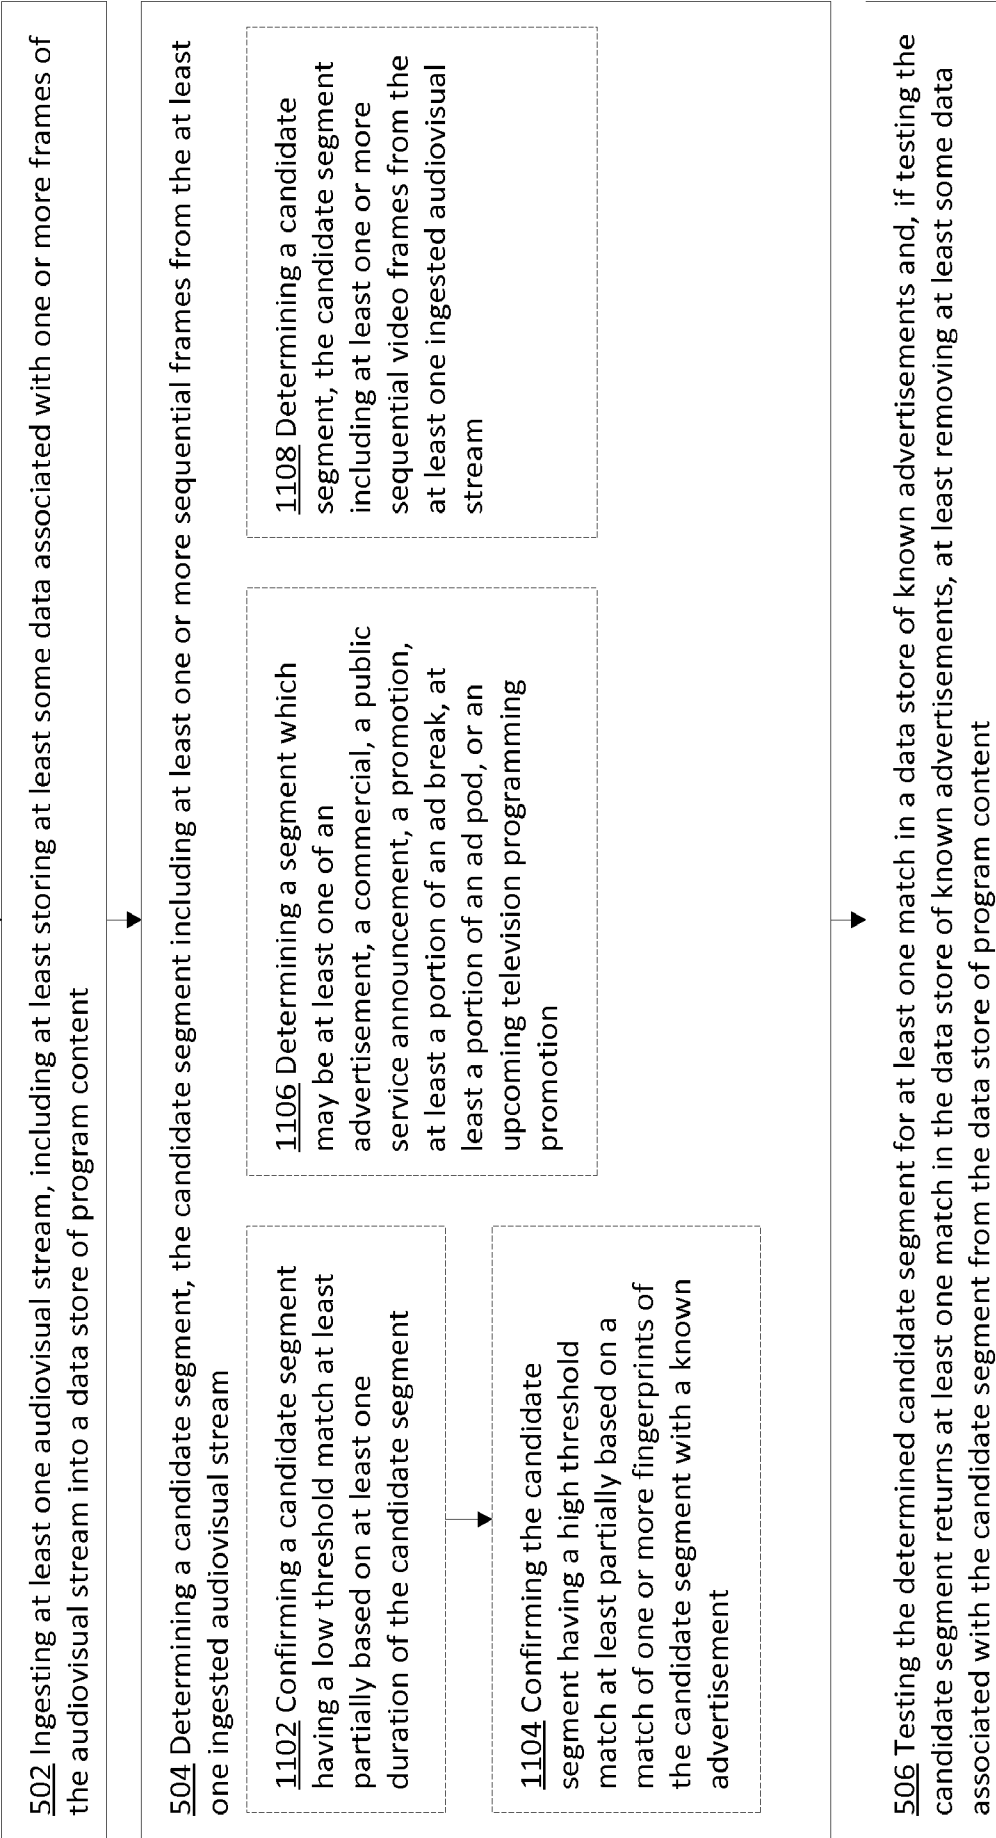 502 Ingesting at least one audiovisual stream, including at least storing at least some data associated with one or more frames of
the audiovisual stream into a data store of program content
504 Determining a candidate segment, the candidate segment including at least one or more sequential frames from the at least
one ingested audiovisual stream
1102 Confirming a candidate segment
having a low threshold match at least
partially based on at least one
duration of the candidate segment
1104 Confirming the candidate
segment having a high threshold
match at least partially based on a
match of one or more fingerprints of
the candidate segment with a known
advertisement
1106 Determining a segment which
may be at least one of an
advertisement, a commercial, a public
service announcement, a promotion,
at least a portion of an ad break, at
least a portion of an ad pod, or an
upcoming television programming
promotion
1108 Determining a candidate
segment, the candidate segment
including at least one or more
sequential video frames from the
at least one ingested audiovisual
stream
506 Testing the determined candidate segment for at least one match in a data store of known advertisements and, if testing the
candidate segment returns at least one match in the data store of known advertisements, at least removing at least some data
associated with the candidate segment from the data store of program content